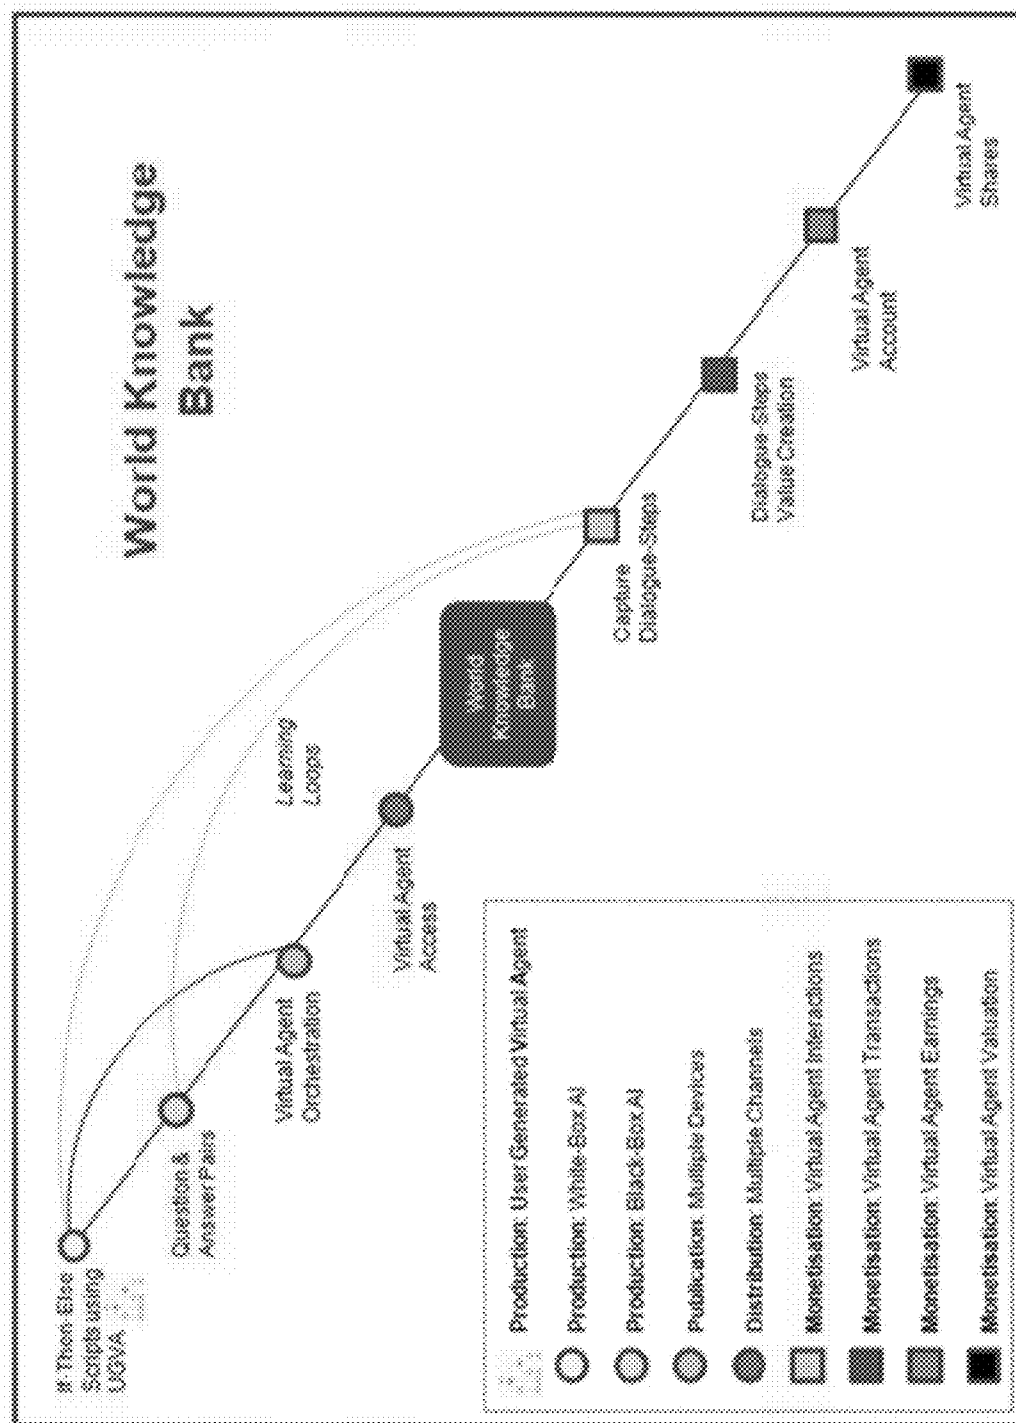 World Knowledge
Bank
If Then Else
Scripts using
UGVA
Question &
Answer Pairs
Virtual Agent
Orchestration
Learning
Loops
Virtual Agent
Access
World
Knowledge
Bank
Capture
Dialogue-Steps
Dialogue-Steps
Value Creation
Virtual Agent
Account
Virtual Agent
Shares
Production: User Generated Virtual Agent
Production: White-Box AI
Production: Black-Box AI
Publication: Multiple Devices
Distribution: Multiple Channels
Monetisation: Virtual Agent Interactions
Monetisation: Virtual Agent Transactions
Monetisation: Virtual Agent Earnings
Monetisation: Virtual Agent Valuation